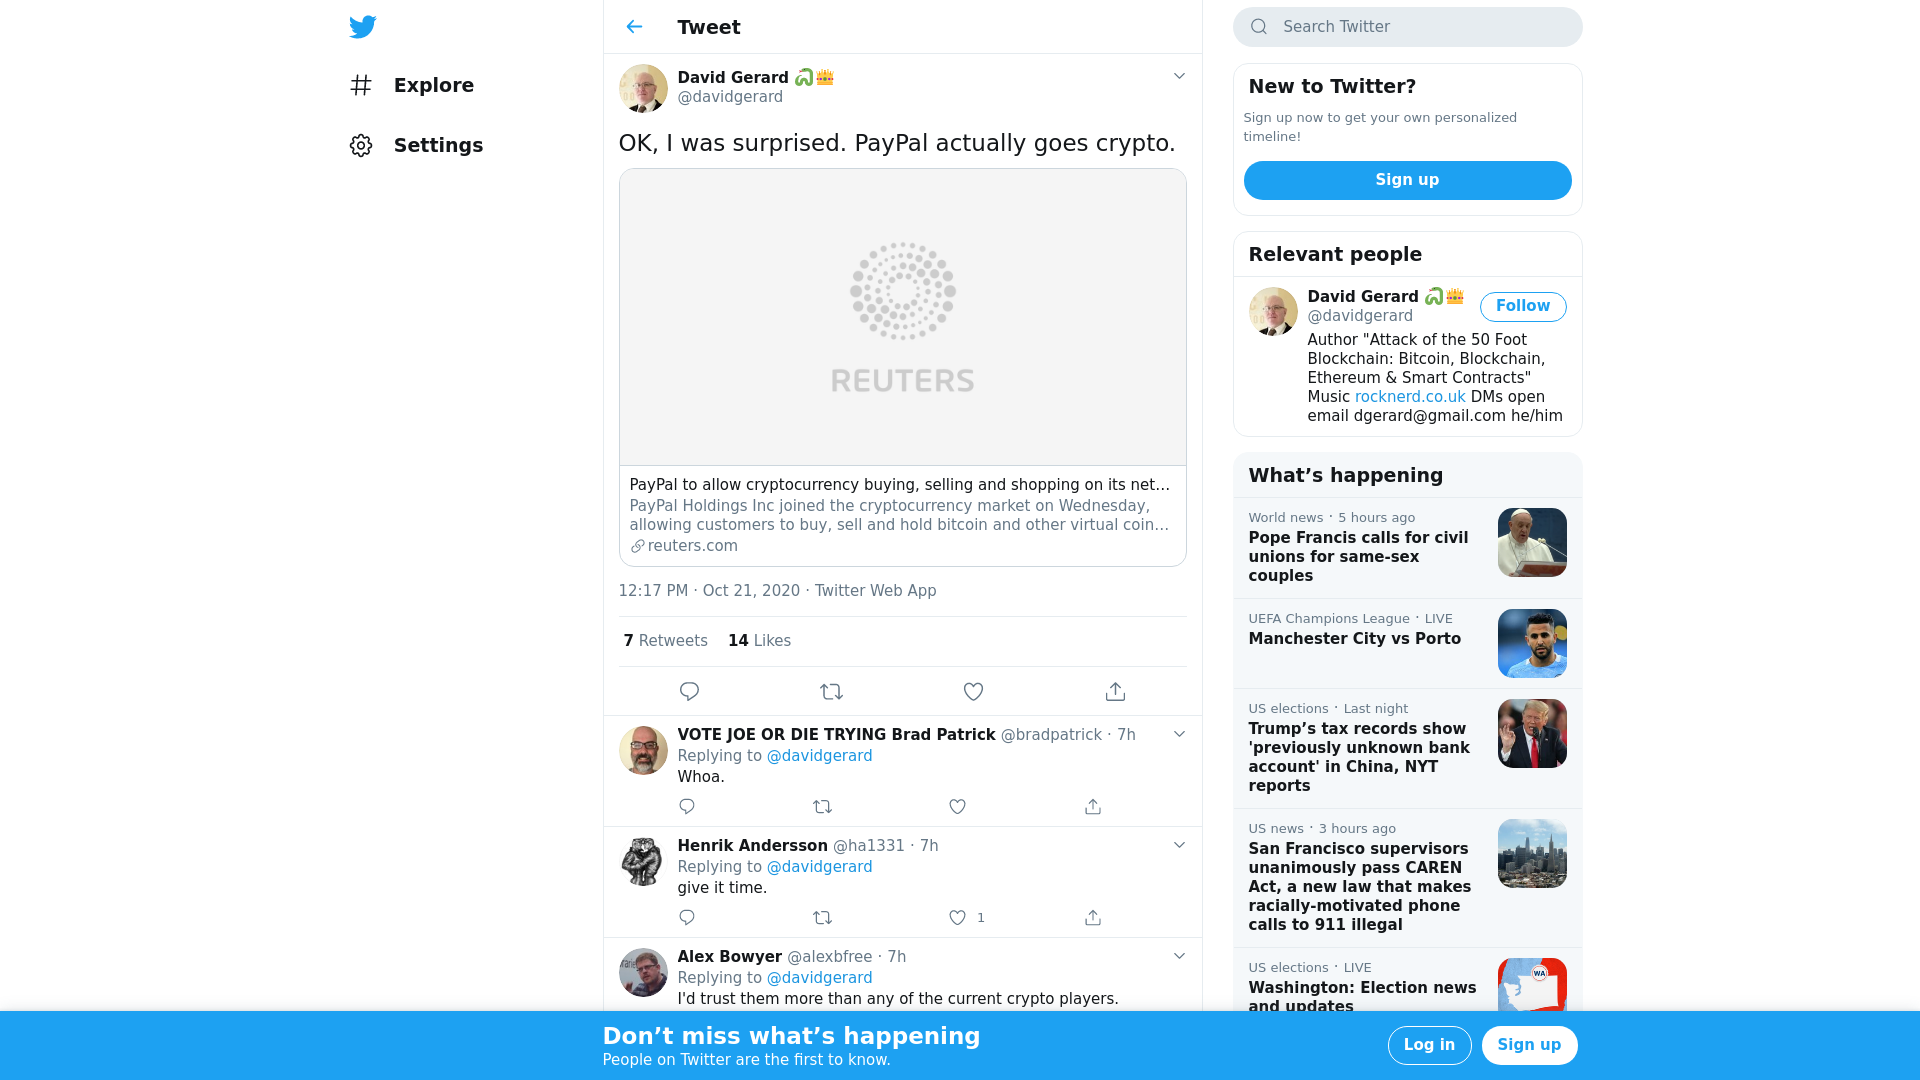 Explore
Settings
Tweet
David Gerard
@davidgerard
OK, I was surprised. PayPal actually goes crypto.
REUTERS
PayPal to allow cryptocurrency buying, selling and shopping on its net…
PayPal Holdings Inc joined the cryptocurrency market on Wednesday,
allowing customers to buy, sell and hold bitcoin and other virtual coin…
reuters.com
12:17 PM · Oct 21, 2020 · Twitter Web App
7 Retweets 14 Likes
VOTE JOE OR DIE TRYING Brad Patrick @bradpatrick · 7h
Replying to @davidgerard
Whoa.
Henrik Andersson @ha1331 · 7h
Replying to @davidgerard
give it time.
1
Alex Bowyer @alexbfree · 7h
Replying to @davidgerard
I'd trust them more than any of the current crypto players.
Search Twitter
New to Twitter?
Sign up now to get your own personalized
timeline!
Sign up
Relevant people
David Gerard
@davidgerard
Follow
Author "Attack of the 50 Foot
Blockchain: Bitcoin, Blockchain,
Ethereum & Smart Contracts"
Music rocknerd.co.uk DMs open
email dgerard@gmail.com he/him
What’s happening
World news · 5 hours ago
Pope Francis calls for civil
unions for same-sex
couples
UEFA Champions League · LIVE
Manchester City vs Porto
US elections · Last night
Trump’s tax records show
'previously unknown bank
account' in China, NYT
reports
US news · 3 hours ago
San Francisco supervisors
unanimously pass CAREN
Act, a new law that makes
racially-motivated phone
calls to 911 illegal
US elections · LIVE
Washington: Election news
and updates
WA
Don’t miss what’s happening
People on Twitter are the first to know.
Log in
Sign up